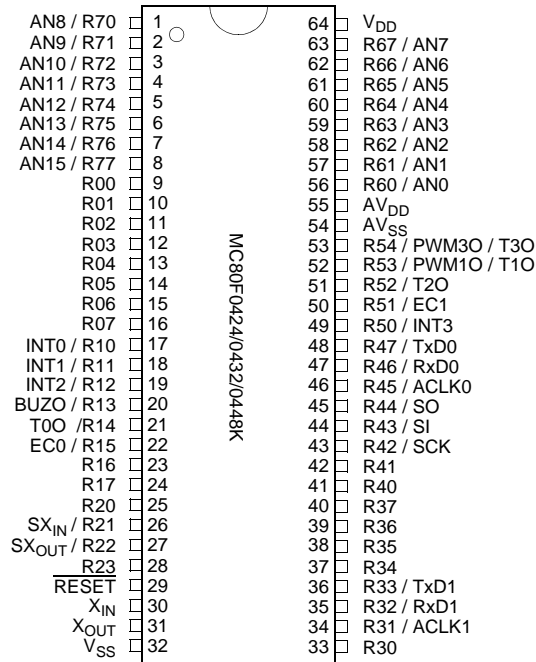 AN8 / R70 1
AN9 / R71 2
AN10 / R72 3
AN11 / R73 4
AN12 / R74 5
AN13 / R75 6
AN14 / R76 7
AN15 / R77 8
R00 9
R01 10
R02 11
R03 12
R04 13
R05 14
R06 15
R07 16
INT0 / R10 17
INT1 / R11 18
INT2 / R12 19
BUZO / R13 20
T0O /R14 21
EC0 / R15 22
R16 23
R17 24
R20 25
SXIN / R21 26
SXOUT / R22 27
R23 28
RESET 29
XIN 30
XOUT 31
VSS 32
MC80F0424/0432/0448K
64 VDD
63 R67 / AN7
62 R66 / AN6
61 R65 / AN5
60 R64 / AN4
59 R63 / AN3
58 R62 / AN2
57 R61 / AN1
56 R60 / AN0
55 AVDD
54 AVSS
53 R54 / PWM3O / T3O
52 R53 / PWM1O / T1O
51 R52 / T2O
50 R51 / EC1
49 R50 / INT3
48 R47 / TxD0
47 R46 / RxD0
46 R45 / ACLK0
45 R44 / SO
44 R43 / SI
43 R42 / SCK
42 R41
41 R40
40 R37
39 R36
38 R35
37 R34
36 R33 / TxD1
35 R32 / RxD1
34 R31 / ACLK1
33 R30